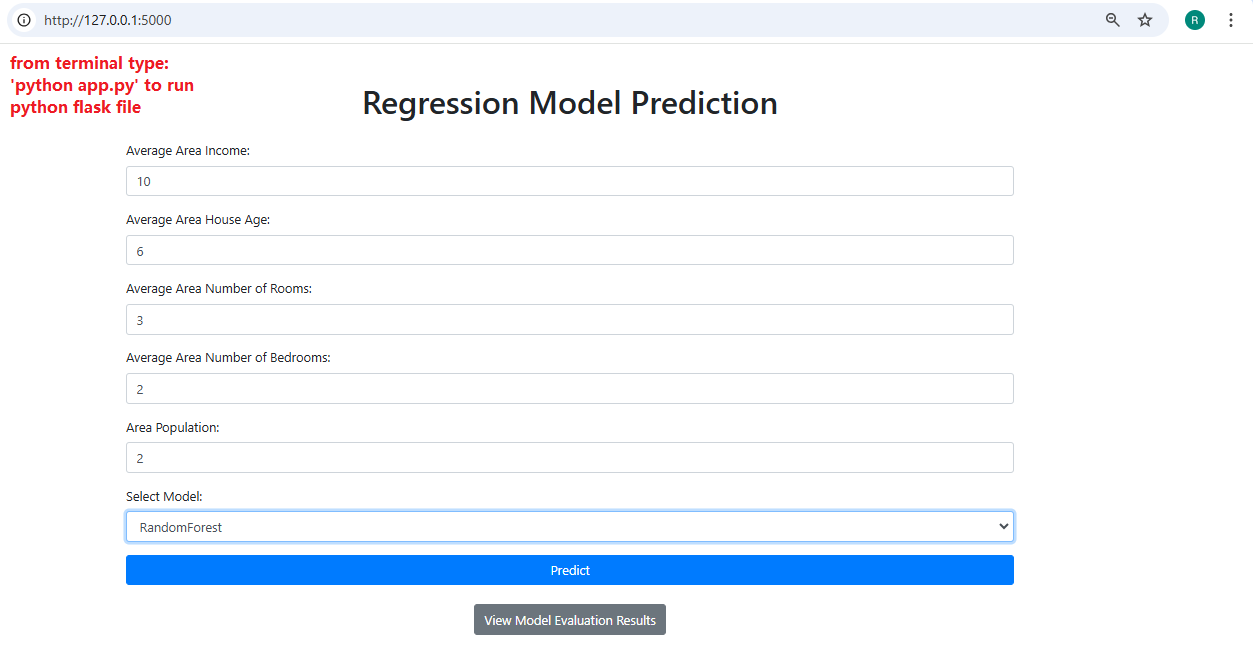 http://127.0.0.1:5000
R
from terminal type:
'python app.py' to run
python flask file
Regression Model Prediction
Average Area Income:
10
Average Area House Age:
6
Average Area Number of Rooms:
3
Average Area Number of Bedrooms:
2
Area Population:
2
Select Model:
RandomForest
Predict
View Model Evaluation Results